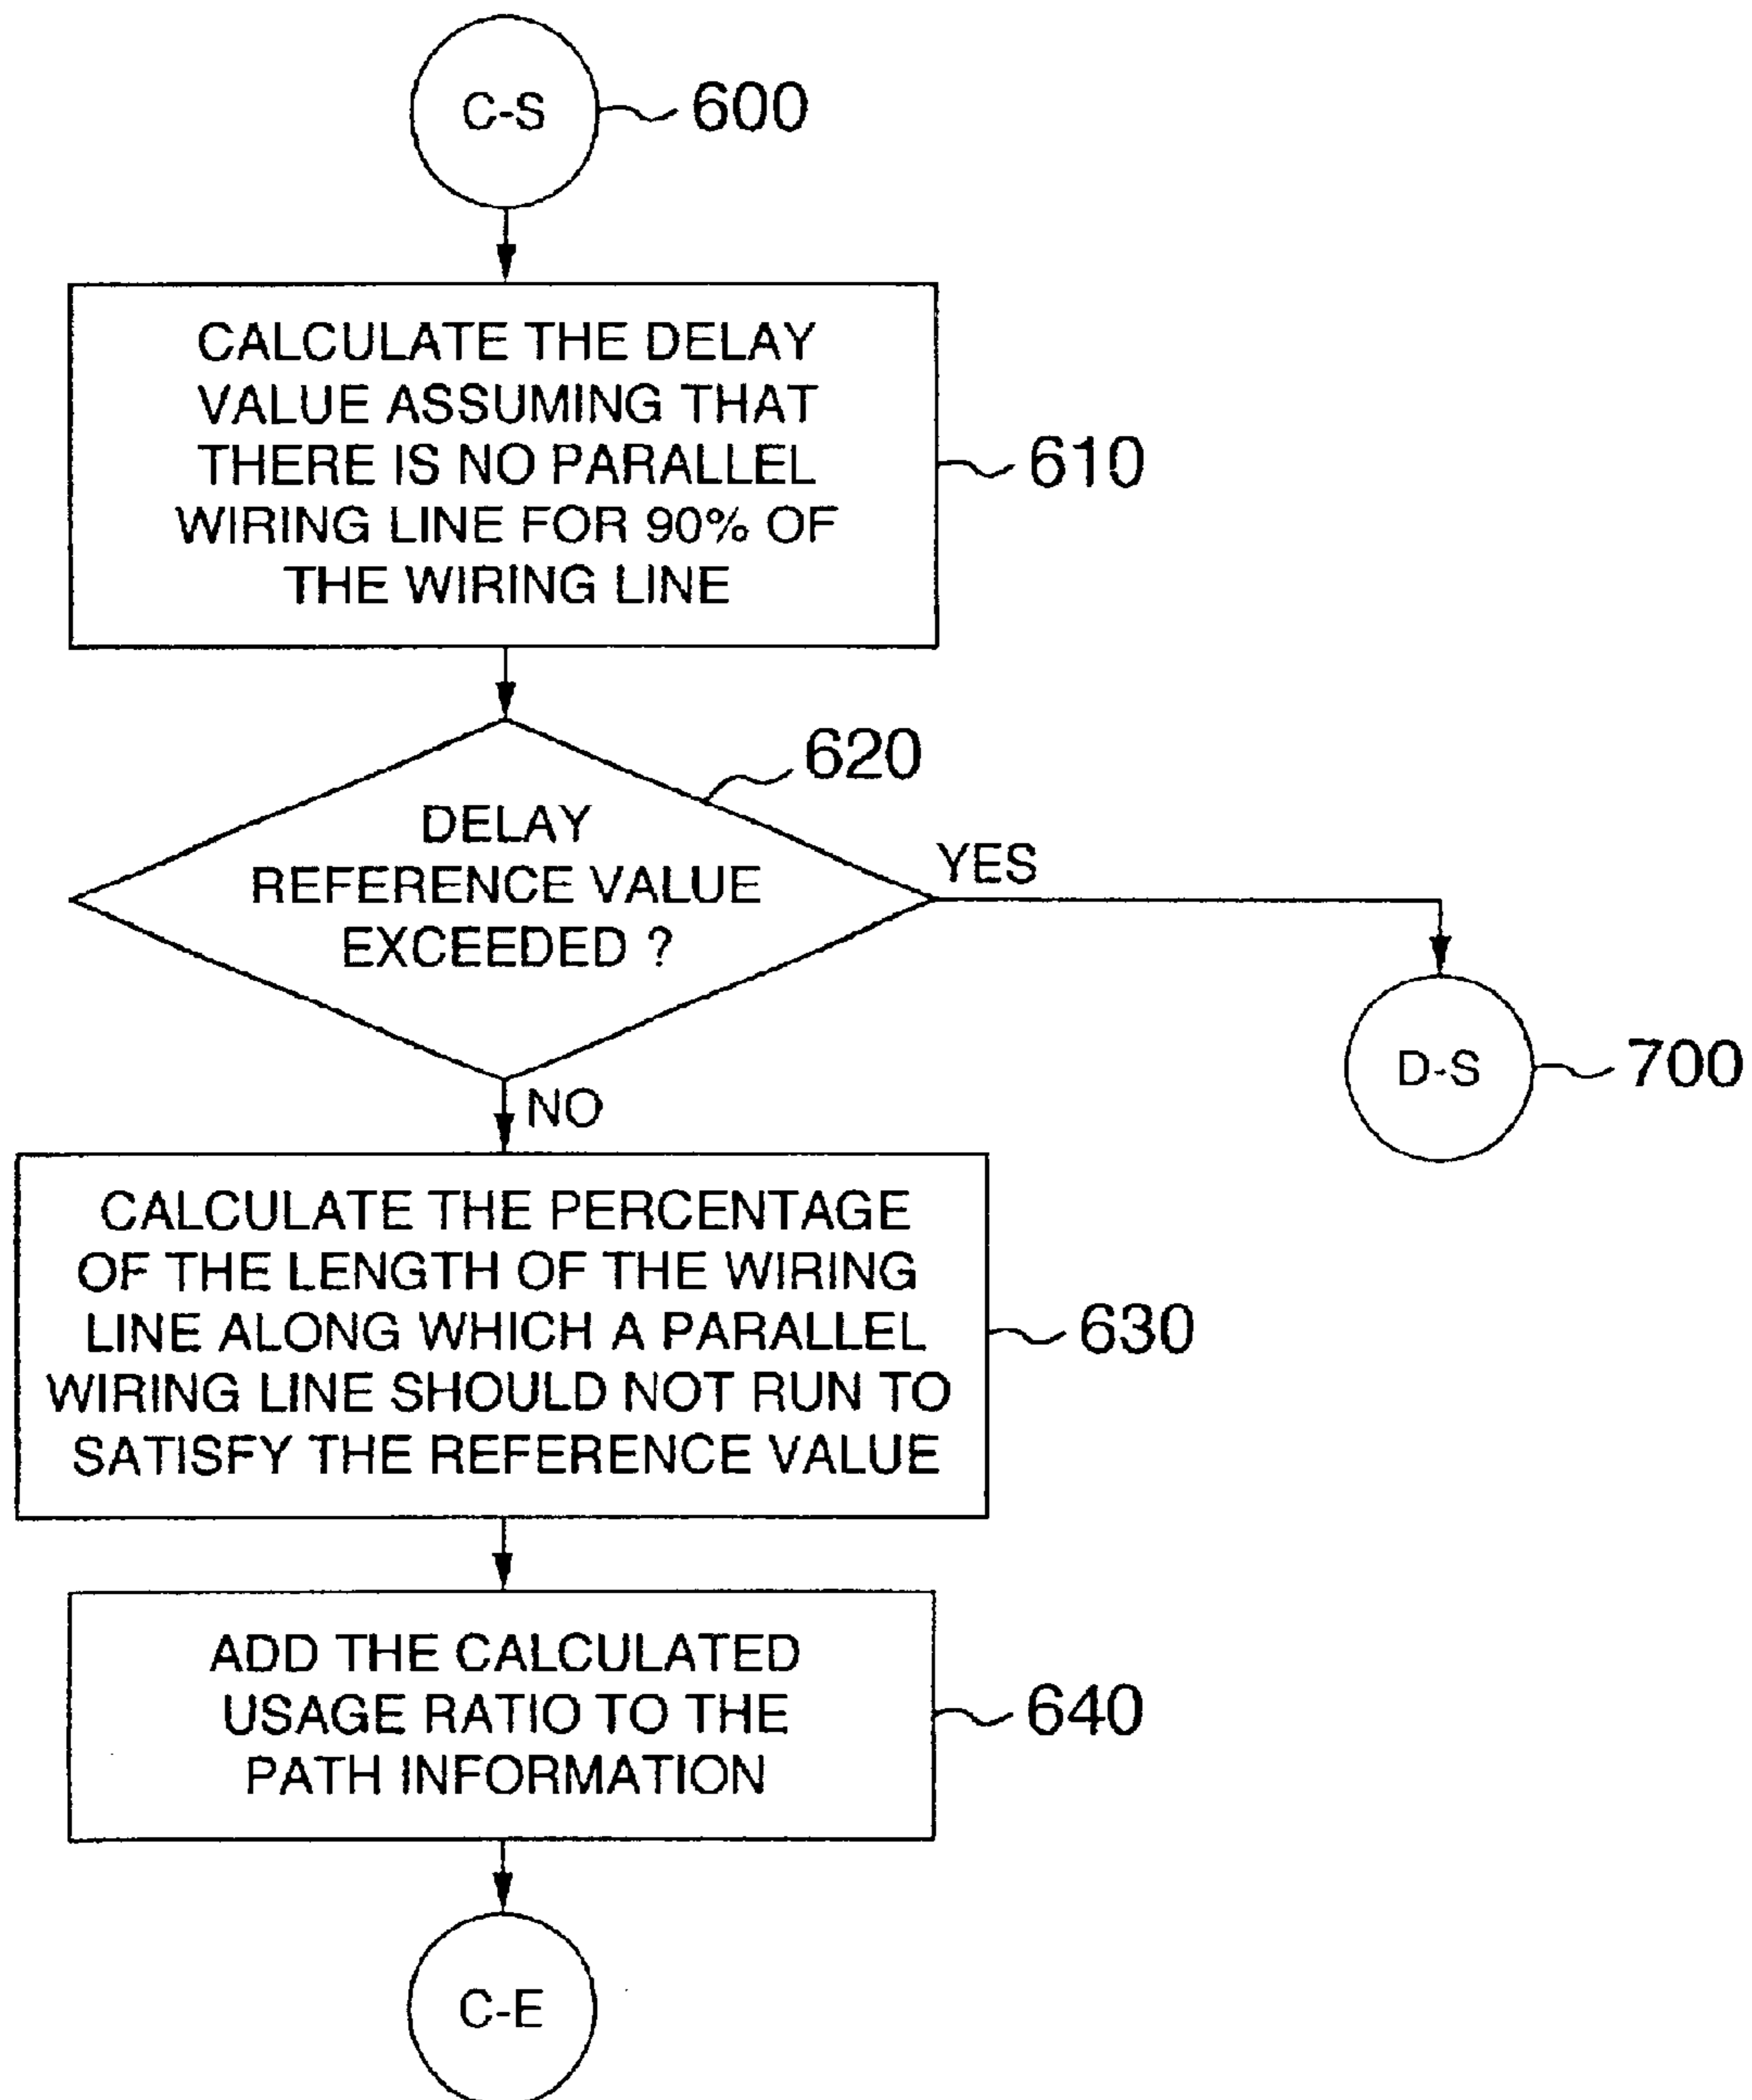 C-S
600
CALCULATE THE DELAY
VALUE ASSUMING THAT
THERE IS NO PARALLEL
WIRING LINE FOR 90% OF
THE WIRING LINE
610
620
DELAY
REFERENCE VALUE
EXCEEDED ?
YES
D-S
700
NO
CALCULATE THE PERCENTAGE
OF THE LENGTH OF THE WIRING
LINE ALONG WHICH A PARALLEL
WIRING LINE SHOULD NOT RUN TO
SATISFY THE REFERENCE VALUE
630
ADD THE CALCULATED
USAGE RATIO TO THE
PATH INFORMATION
640
C-E